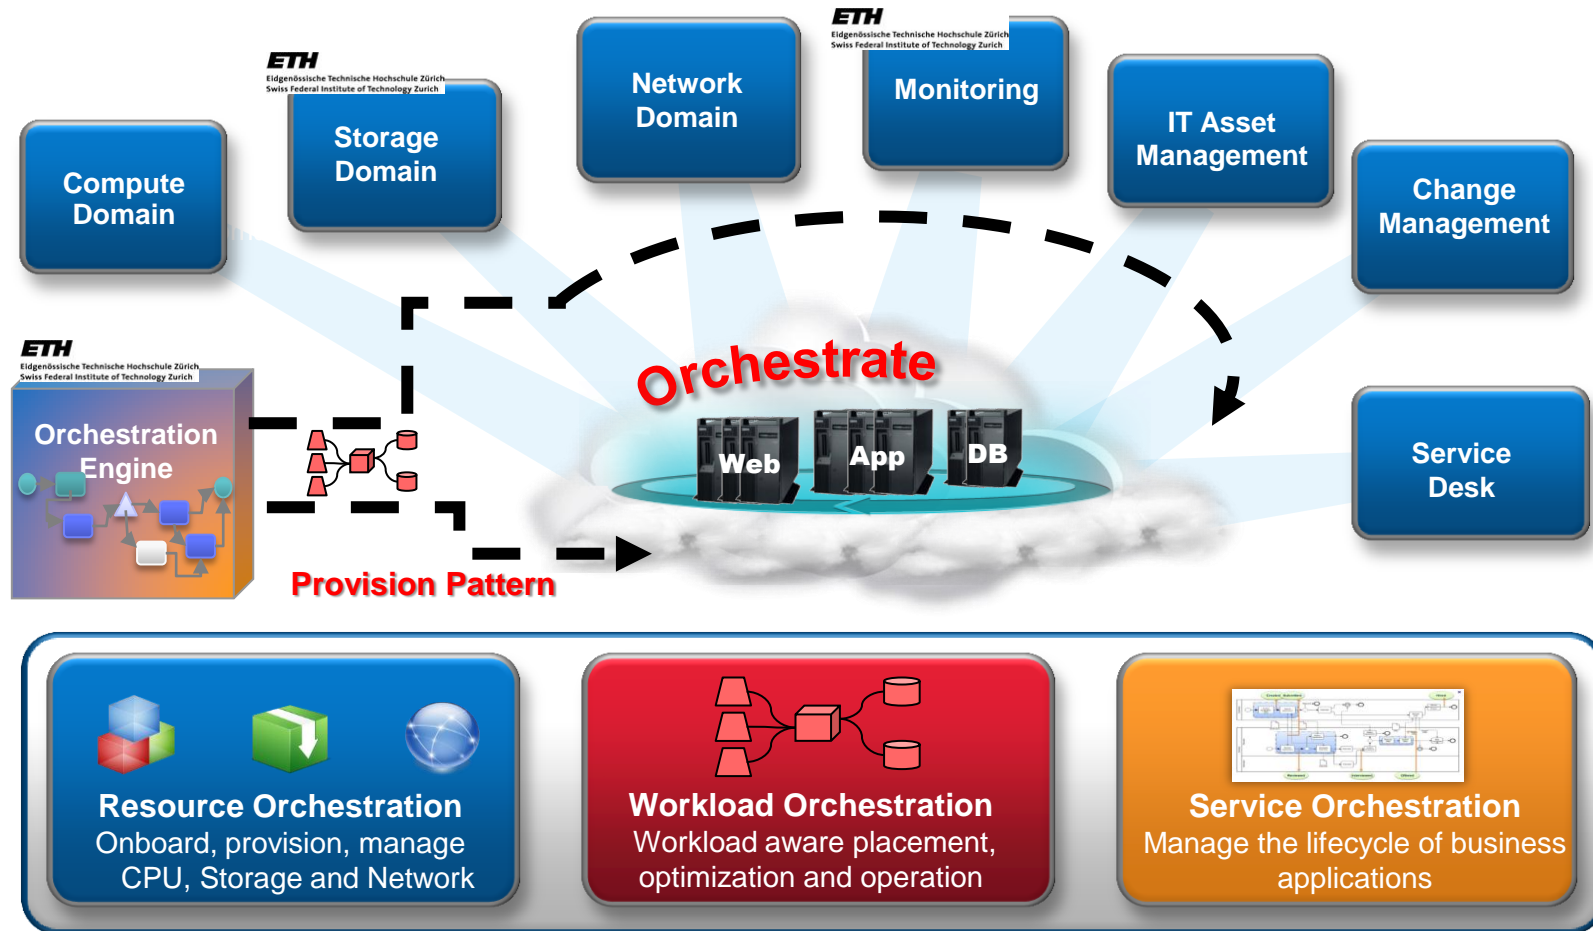 ETH
Eidgenössische Technische Hochschule Zürich
Swiss Federal Institute of Technology Zurich
ETH
Eidgenössische Technische Hochschule Zürich
Swiss Federal Institute of Technology Zurich
Compute
Domain
Storage
Domain
Network
Domain
Monitoring
IT Asset
Management
Change
Management
Service
Desk
ETH
Eidgenössische Technische Hochschule Zürich
Swiss Federal Institute of Technology Zurich
Orchestration
Engine
Orchestrate
Web
App
DB
Provision Pattern
Resource Orchestration
Onboard, provision, manage
CPU, Storage and Network
Workload Orchestration
Workload aware placement,
optimization and operation
Service Orchestration
Manage the lifecycle of business
applications